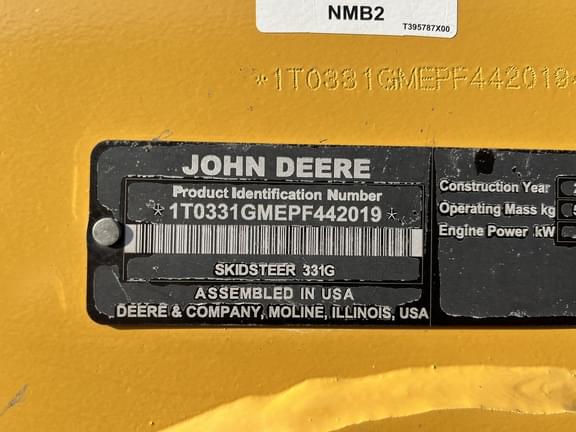 NMB2
T395787X00
*1T0331GMEPF442019*
JOHN DEERE
Product Identification Number
*1T0331GMEPF442019*
SKIDSTEER 331G
ASSEMBLED IN USA
DEERE & COMPANY, MOLINE, ILLINOIS, USA
Construction Year
Operating Mass kg
Engine Power kW